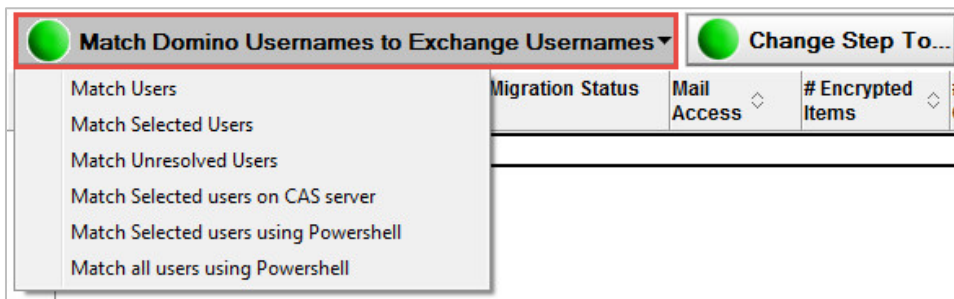 Match Domino Usernames to Exchange Usernames
Change Step To...
Match Users
Match Selected Users
Match Unresolved Users
Match Selected users on CAS server
Match Selected users using Powershell
Match all users using Powershell
Migration Status
Mail
Access
# Encrypted
Items